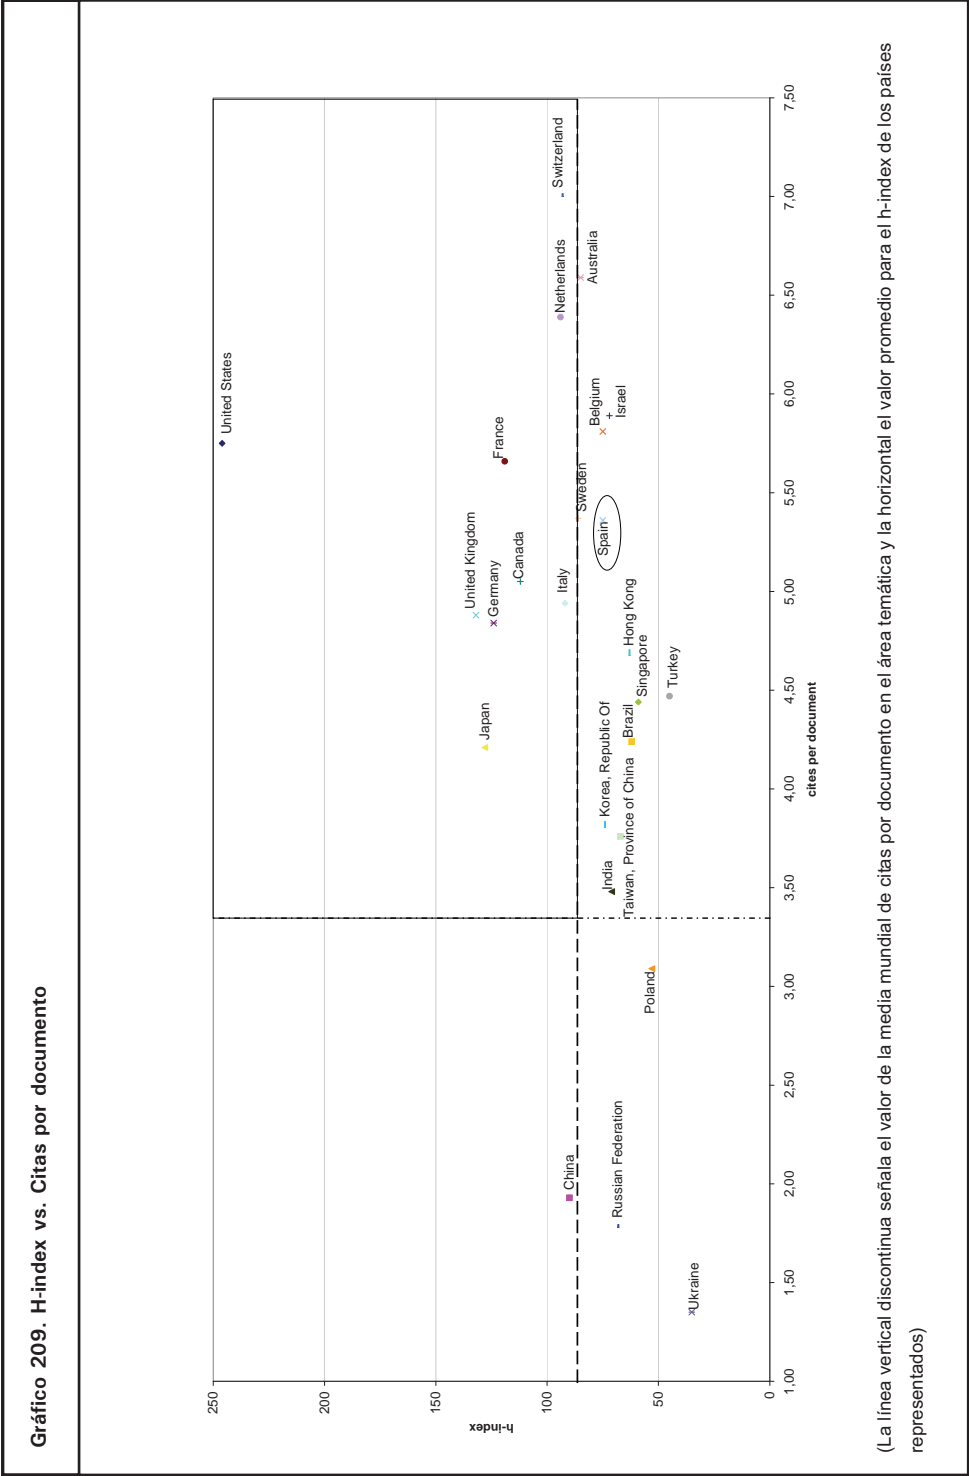 Gráfico 209. H-index vs. Citas por documento
250
200
150
100
50
0
h-index
United States
United Kingdom
Japan
Germany
France
Canada
Switzerland
Netherlands
Italy
China
Australia
Sweden
Belgium
Israel
Spain
Korea, Republic Of
India
Hong Kong
Taiwan, Province of China
Brazil
Singapore
Russian Federation
Turkey
Poland
Ukraine
1,00
1,50
2,00
2,50
3,00
3,50
4,00
4,50
5,00
5,50
6,00
6,50
7,00
7,50
cites per document
(La línea vertical discontinua señala el valor de la media mundial de citas por documento en el área temática y la horizontal el valor promedio para el h-index de los países
representados)